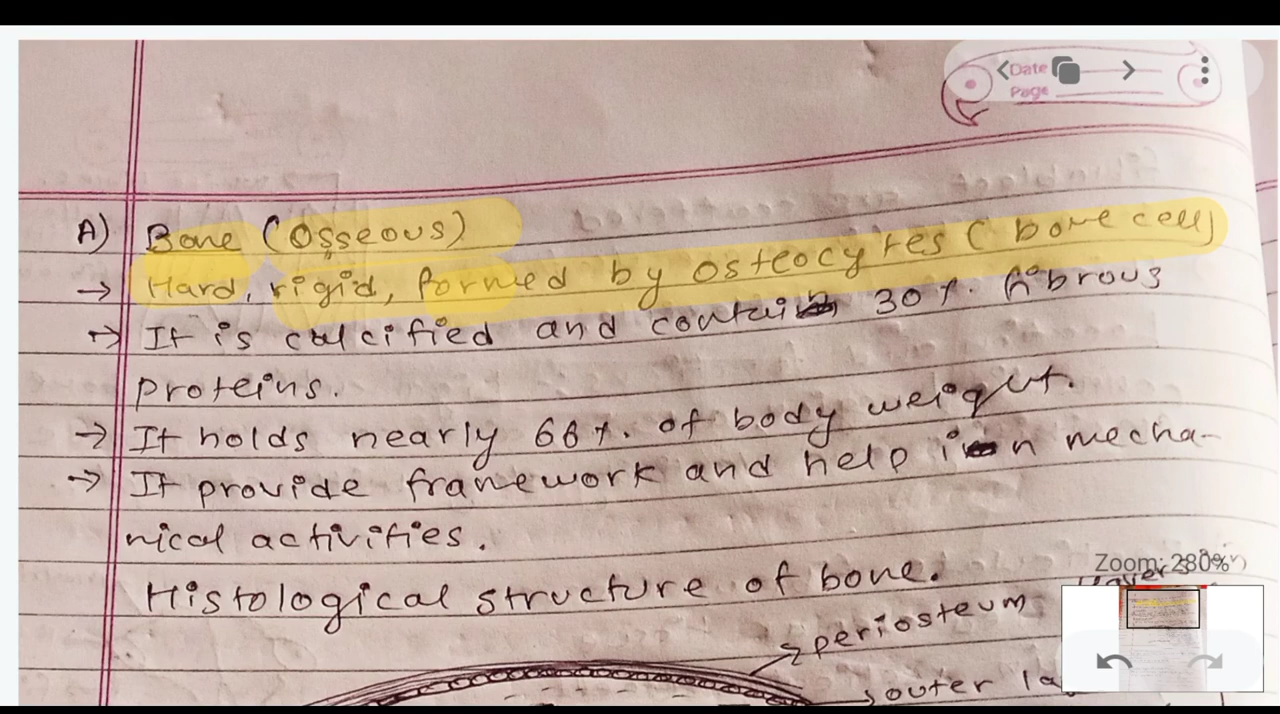 Date
Page
A) Bone (Osseous)
→ Hard, rigid, formed by osteocytes (bone cell)
→ It is calcified and contain 30%. fibrous
proteins.
→ It holds nearly 66%. of body weight.
→ It provide framework and help in mecha-
nical activities.
Histological structure of bone.
Zoom: 280%
→ periosteum
→ outer